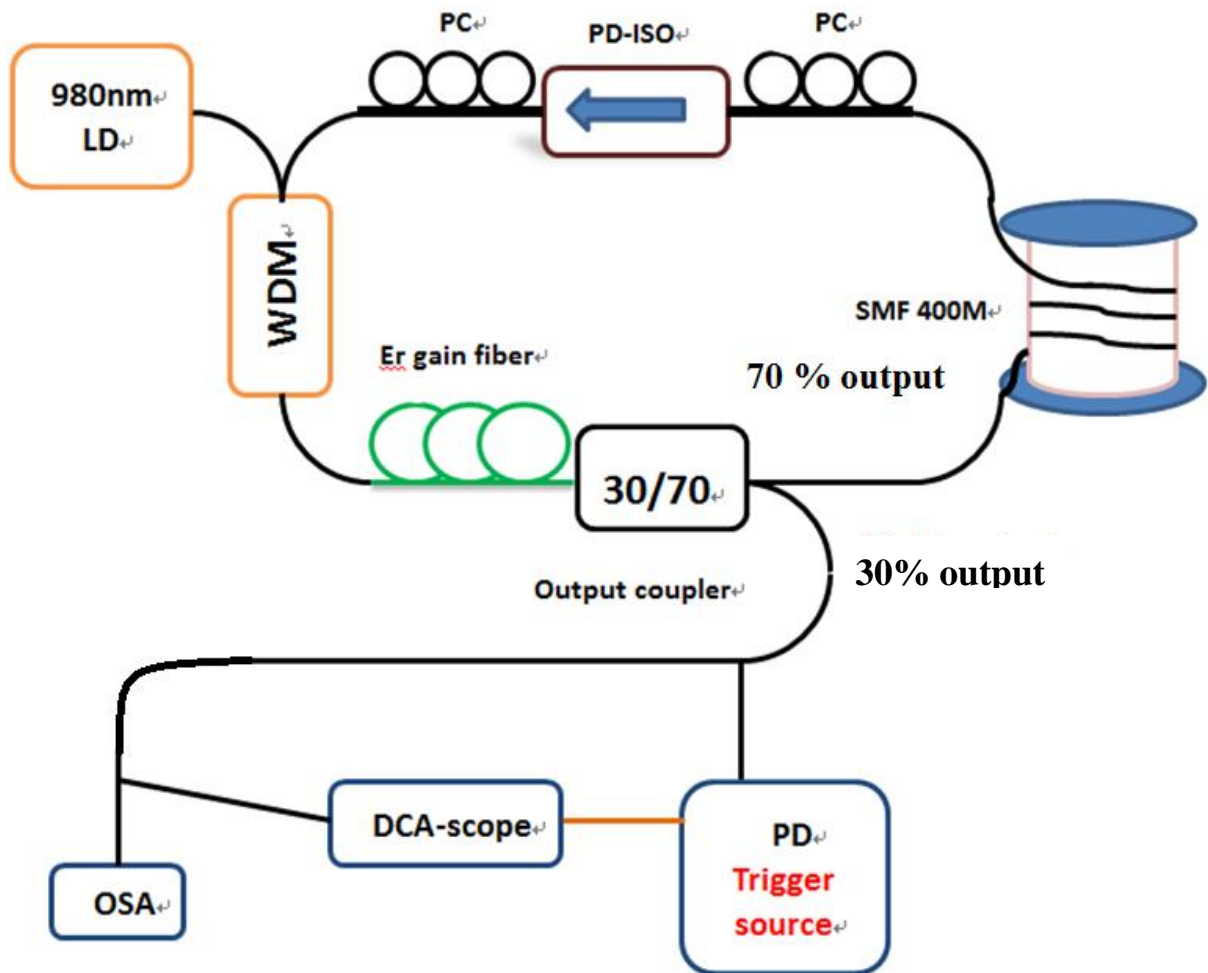 PC
PD-ISO
PC
980nm
LD
WDM
SMF 400M
Er gain fiber
70 % output
30/70
Output coupler
30% output
DCA-scope
PD
Trigger
source
OSA